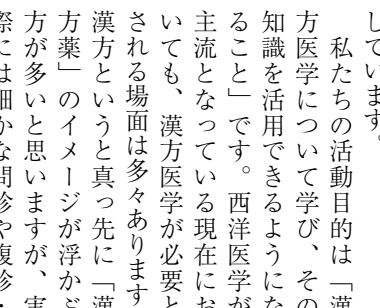 しています。
私たちの活動目的は「漢
方医学について学び、その
知識を活用できるようにな
ること」です。西洋医学が
主流となっている現在にお
いても、漢方医学が必要と
される場面は多々あります
漢方というと真っ先に「漢
方薬」のイメージが浮かぶ
方が多いと思いますが、実
際には細かな問診や腹診・